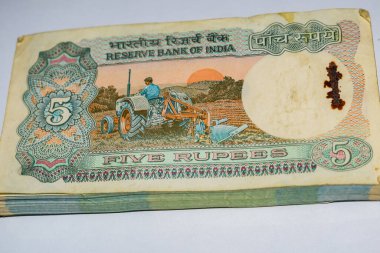 भारतीय रिज़र्व बैंक
RESERVE BANK OF INDIA
पाँच रुपये
5
FIVE RUPEES
5